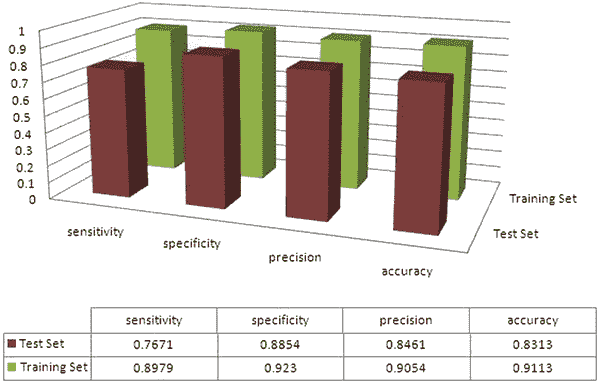 1
0.9
0.8
0.7
0.6
0.5
0.4
0.3
0.2
0.1
0
sensitivity
specificity
precision
accuracy
Training Set
Test Set
sensitivity specificity precision accuracy
Test Set 0.7671 0.8854 0.8461 0.8313
Training Set 0.8979 0.923 0.9054 0.9113